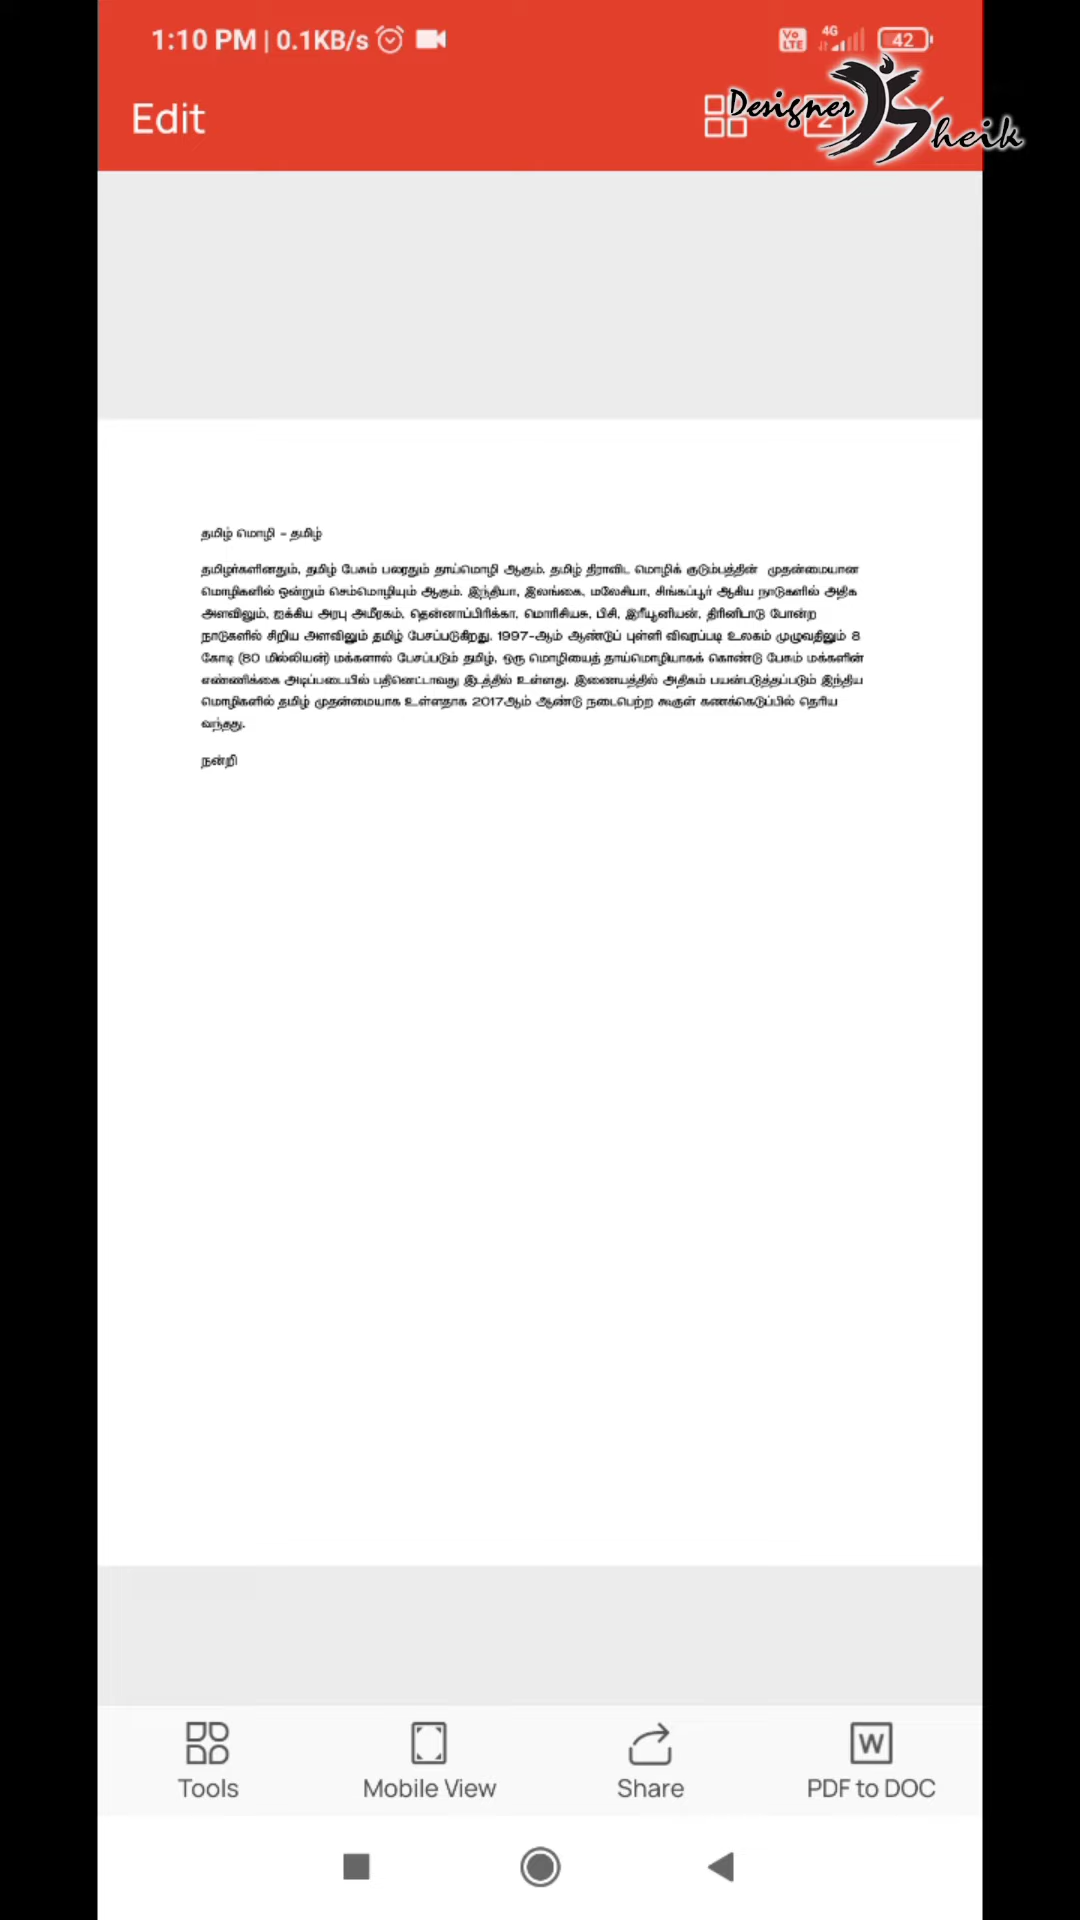 1:10 PM | 0.1KB/s
Vo LTE 4G 42
Edit
2
Designer Sheik
தமிழ் மொழி - தமிழ்
தமிழர்களினதும், தமிழ் பேசும் பலரதும் தாய்மொழி ஆகும். தமிழ் திராவிட மொழிக் குடும்பத்தின் முதன்மையான
மொழிகளில் ஒன்றும் செம்மொழியும் ஆகும். இந்தியா, இலங்கை, மலேசியா, சிங்கப்பூர் ஆகிய நாடுகளில் அதிக
அளவிலும், ஐக்கிய அரபு அமீரகம், தென்னாப்பிரிக்கா, மொரிசியசு, பிசி, இரீயூனியன், திரினிடாடு போன்ற
நாடுகளில் சிறிய அளவிலும் தமிழ் பேசப்படுகிறது. 1997-ஆம் ஆண்டுப் புள்ளி விவரப்படி உலகம் முழுவதிலும் 8
கோடி (80 மில்லியன்) மக்களால் பேசப்படும் தமிழ், ஒரு மொழியைத் தாய்மொழியாகக் கொண்டு பேசும் மக்களின்
எண்ணிக்கை அடிப்படையில் பதினெட்டாவது இடத்தில் உள்ளது. இணையத்தில் அதிகம் பயன்படுத்தப்படும் இந்திய
மொழிகளில் தமிழ் முதன்மையாக உள்ளதாக 2017ஆம் ஆண்டு நடைபெற்ற கூகுள் கணக்கெடுப்பில் தெரிய
வந்தது.
நன்றி
Tools
Mobile View
Share
W
PDF to DOC